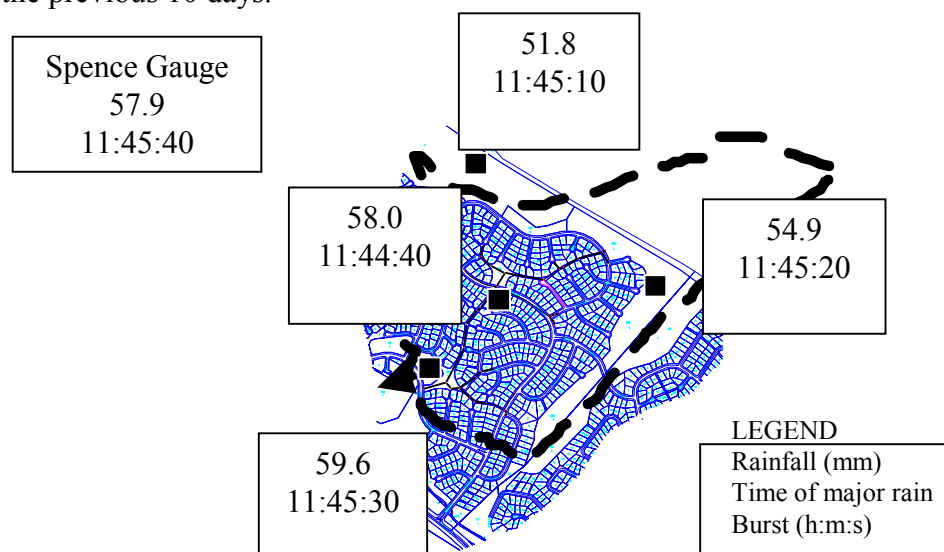 the previous 10 days.
Spence Gauge
57.9
11:45:40
51.8
11:45:10
58.0
11:44:40
54.9
11:45:20
59.6
11:45:30
LEGEND
Rainfall (mm)
Time of major rain
Burst (h:m:s)